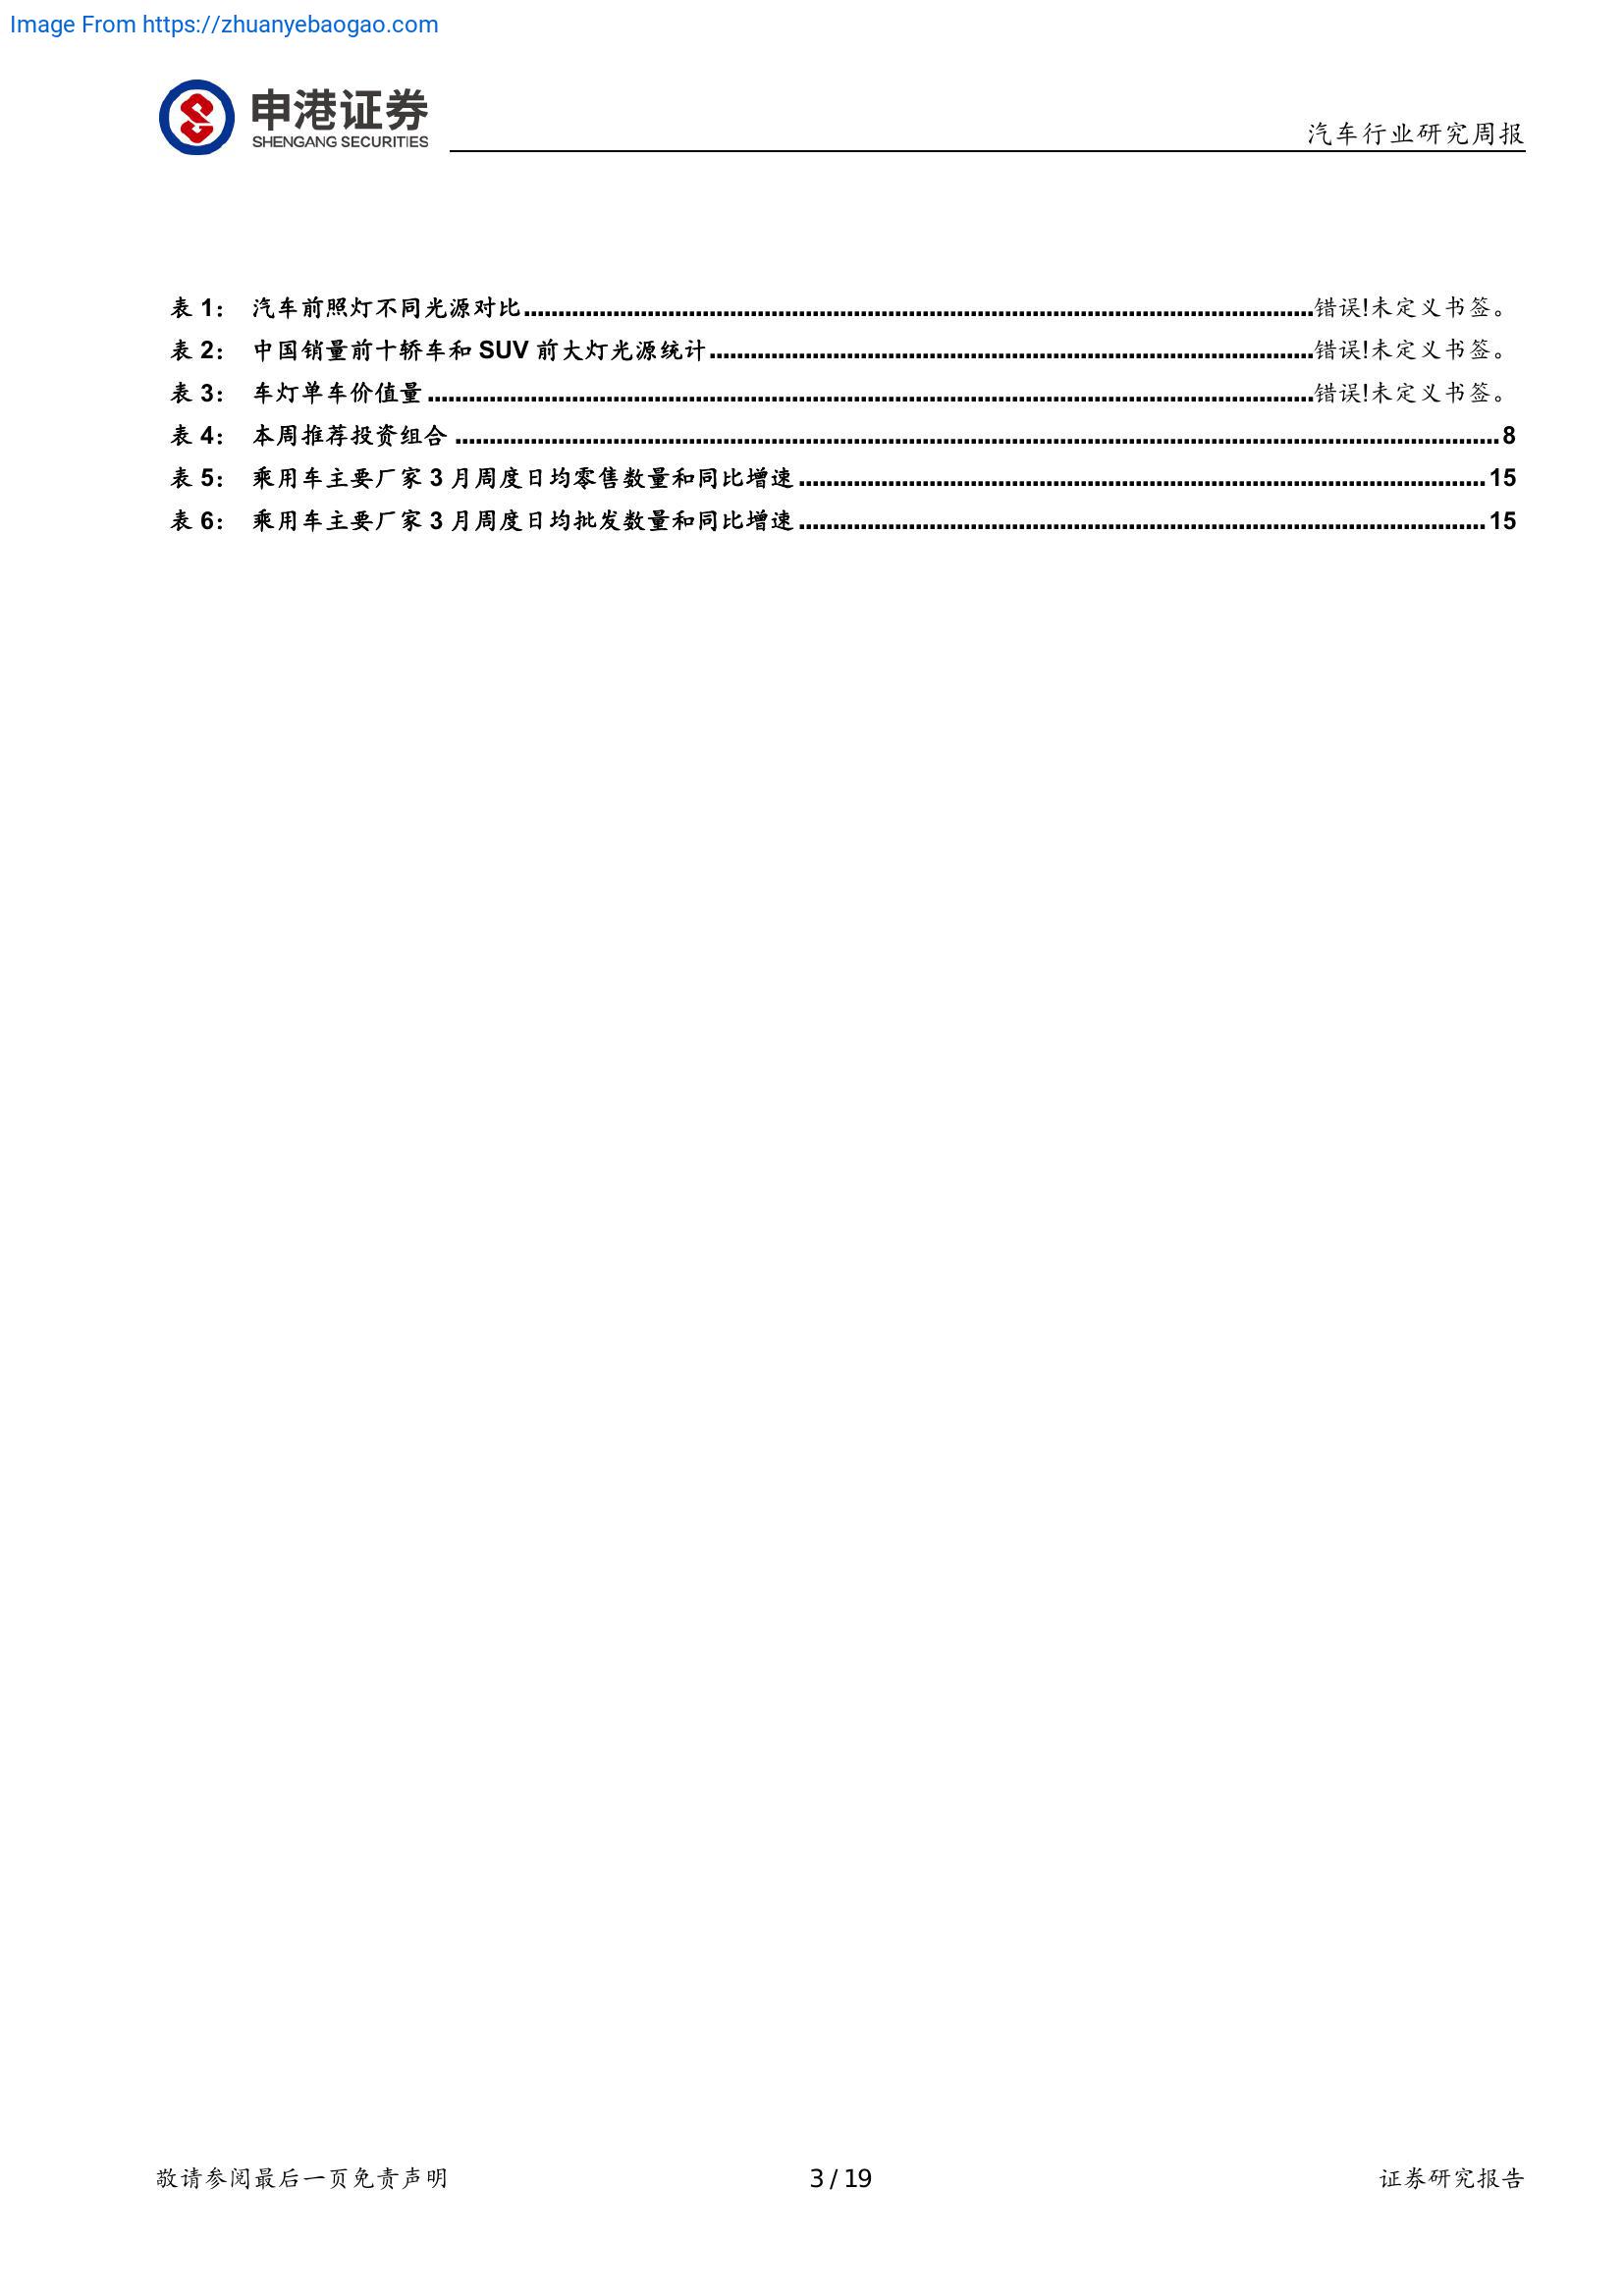 Image From https://zhuanyebaogao.com
申港证券
SHENGANG SECURITIES
汽车行业研究周报
表 1： 汽车前照灯不同光源对比........................................错误!未定义书签。
表 2： 中国销量前十轿车和 SUV 前大灯光源统计........................................错误!未定义书签。
表 3： 车灯单车价值量........................................错误!未定义书签。
表 4： 本周推荐投资组合........................................8
表 5： 乘用车主要厂家 3 月周度日均零售数量和同比增速........................................15
表 6： 乘用车主要厂家 3 月周度日均批发数量和同比增速........................................15
敬请参阅最后一页免责声明 3 / 19 证券研究报告